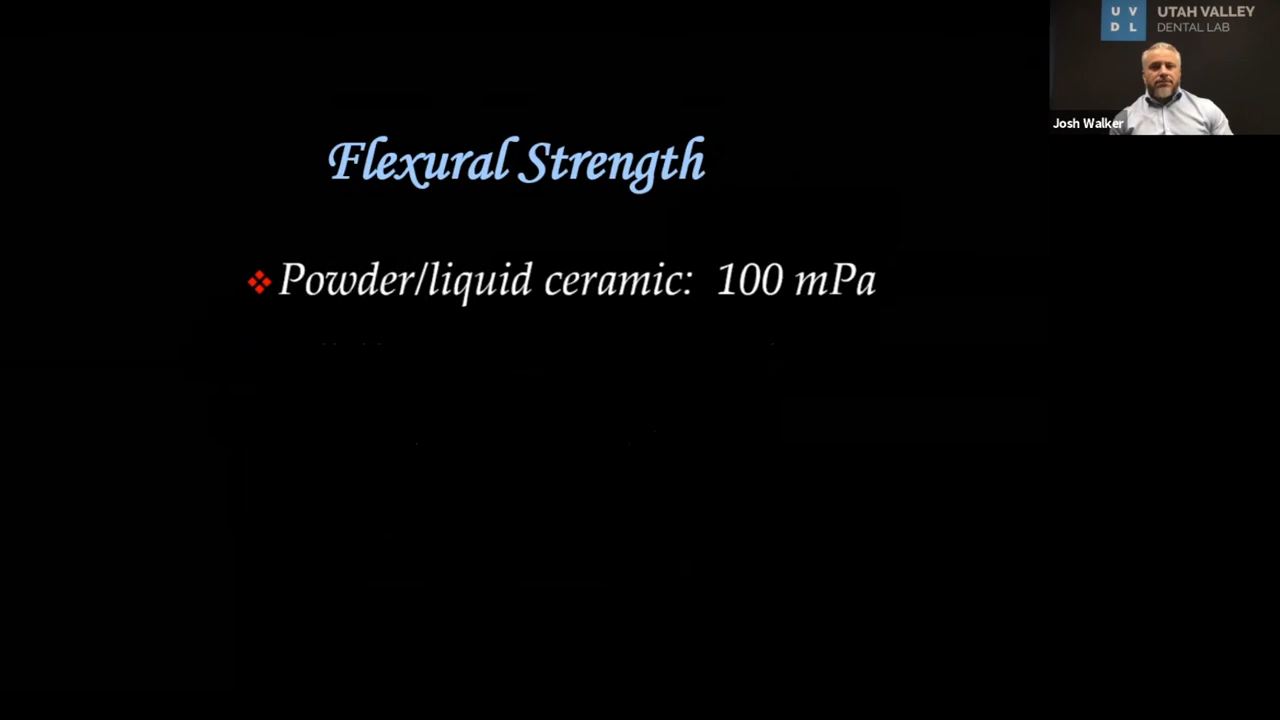 U V
D L
UTAH VALLEY
DENTAL LAB
Josh Walker
Flexural Strength
Powder/liquid ceramic: 100 mPa